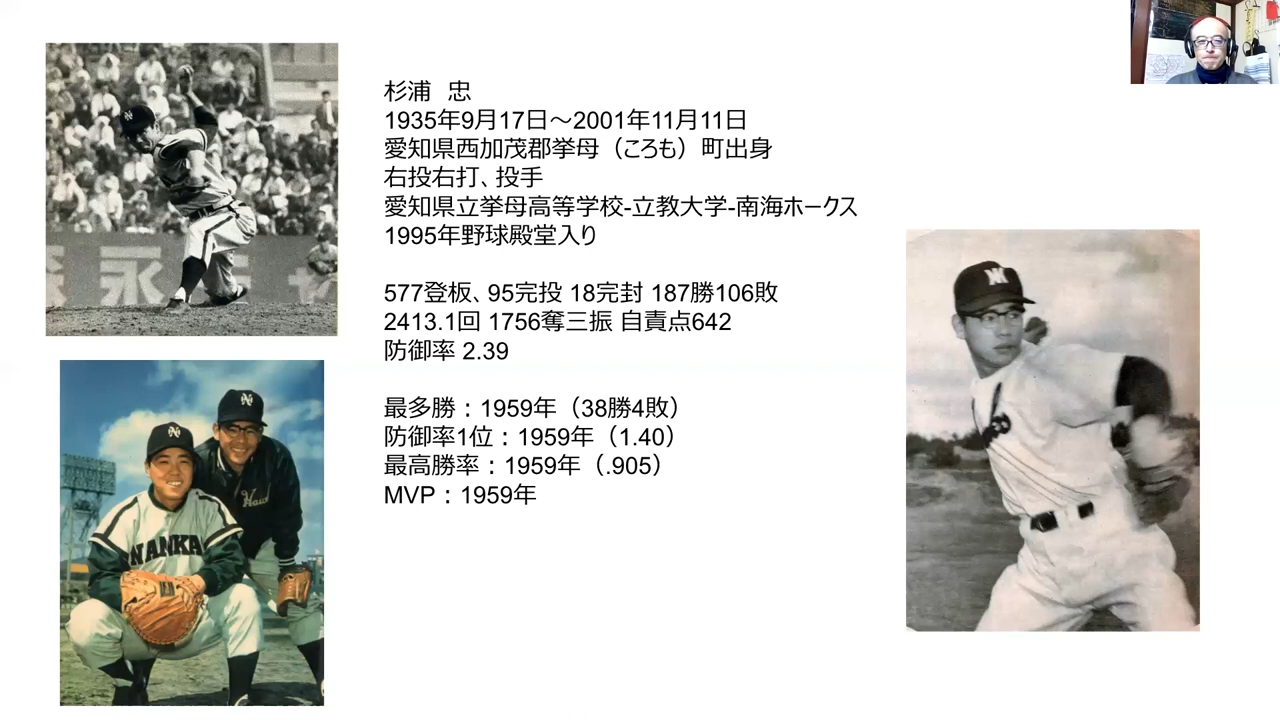 杉浦　忠
1935年9月17日～2001年11月11日
愛知県西加茂郡挙母（ころも）町出身
右投右打、投手
愛知県立挙母高等学校-立教大学-南海ホークス
1995年野球殿堂入り
577登板、95完投 18完封 187勝106敗
2413.1回 1756奪三振 自責点642
防御率 2.39
最多勝：1959年（38勝4敗）
防御率1位：1959年（1.40）
最高勝率：1959年（.905）
MVP：1959年
永
NANKA